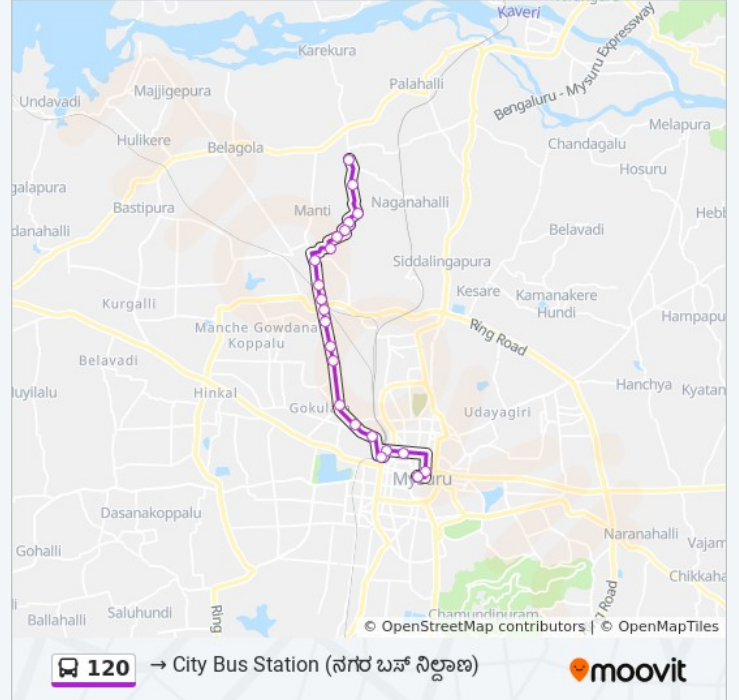 Kaveri
Karekura
Bengaluru - Mysuru Expressway
Palahalli
Majjigepura
Undavadi
Melapura
Hulikere
Chandagalu
Belagola
Hosuru
galapura
Naganahalli
Bastipura
Manti
Hebb
danahalli
Belavadi
Siddalingapura
Kesare
Kamanakere
Hundi
Kurgalli
Hampapu
Manche Gowdana
Koppalu
Ring Road
Belavadi
Hanchya
Kyatan
luyilalu
Hinkal
Gokul
Udayagiri
Mysuru
Dasanakoppalu
Naranahalli
Vajam
Gohalli
Chikkaha
li
Saluhundi
Ballahalli
Ring
Chamundipuram
Road
© OpenStreetMap contributors | © OpenMapTiles
120
→ City Bus Station (ನಗರ ಬಸ್ ನಿಲ್ದಾಣ)
moovit